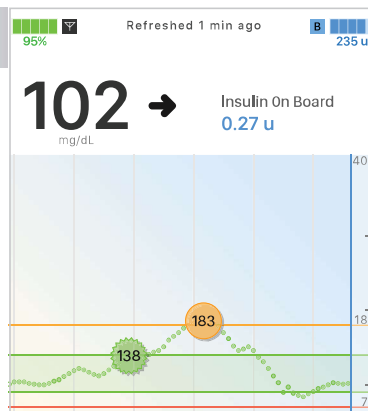 Refreshed 1 min ago
B
95%
235 u
102
mg/dL
Insulin On Board
0.27 u
40
183
18
138
7